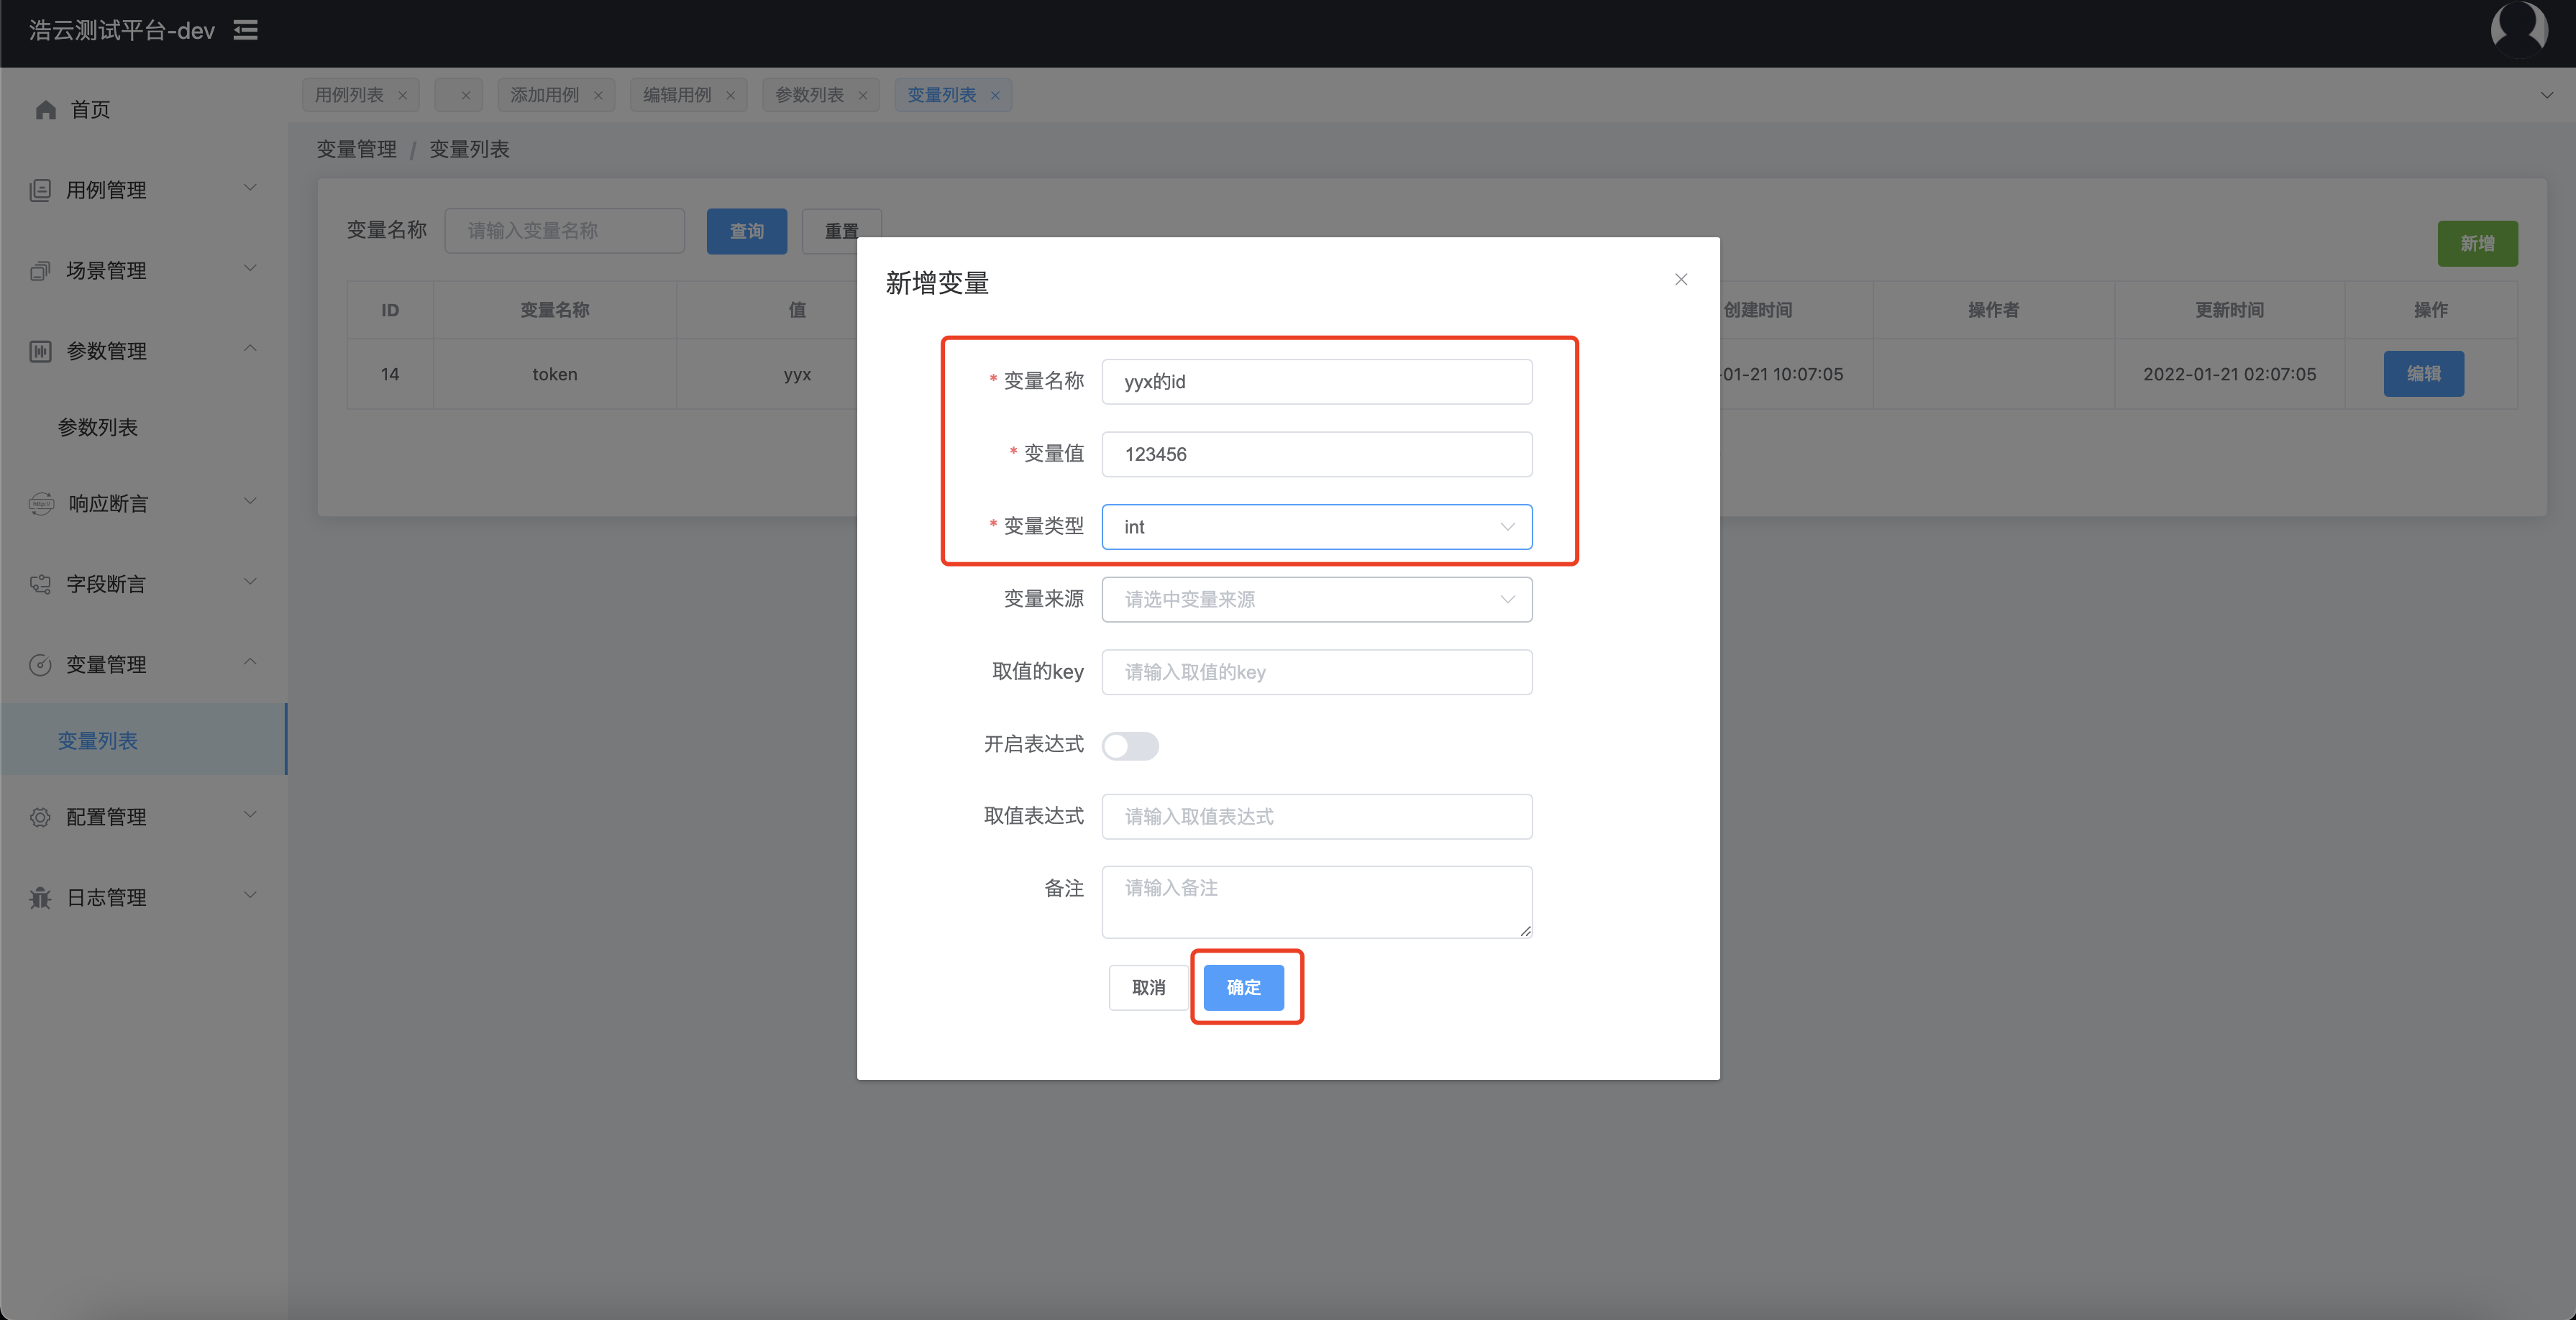 浩云测试平台-dev
首页
用例管理
场景管理
参数管理
参数列表
响应断言
字段断言
变量管理
变量列表
配置管理
日志管理
用例列表
添加用例
编辑用例
参数列表
变量列表
变量管理 / 变量列表
变量名称 请输入变量名称 查询 重置
新增
ID 变量名称 值 创建时间 操作者 更新时间 操作
14 token yyx -01-21 10:07:05 2022-01-21 02:07:05 编辑
新增变量
* 变量名称 yyx的id
* 变量值 123456
* 变量类型 int
变量来源 请选中变量来源
取值的key 请输入取值的key
开启表达式
取值表达式 请输入取值表达式
备注 请输入备注
取消 确定